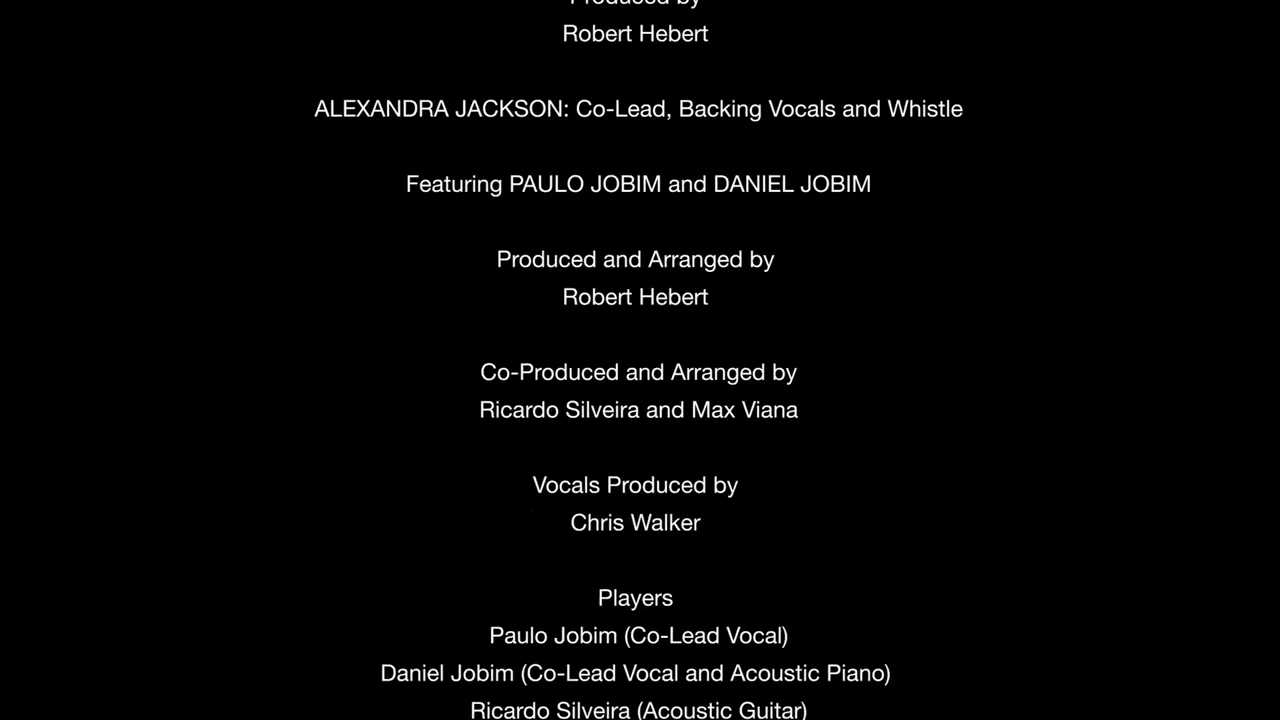 Produced by
Robert Hebert
ALEXANDRA JACKSON: Co-Lead, Backing Vocals and Whistle
Featuring PAULO JOBIM and DANIEL JOBIM
Produced and Arranged by
Robert Hebert
Co-Produced and Arranged by
Ricardo Silveira and Max Viana
Vocals Produced by
Chris Walker
Players
Paulo Jobim (Co-Lead Vocal)
Daniel Jobim (Co-Lead Vocal and Acoustic Piano)
Ricardo Silveira (Acoustic Guitar)